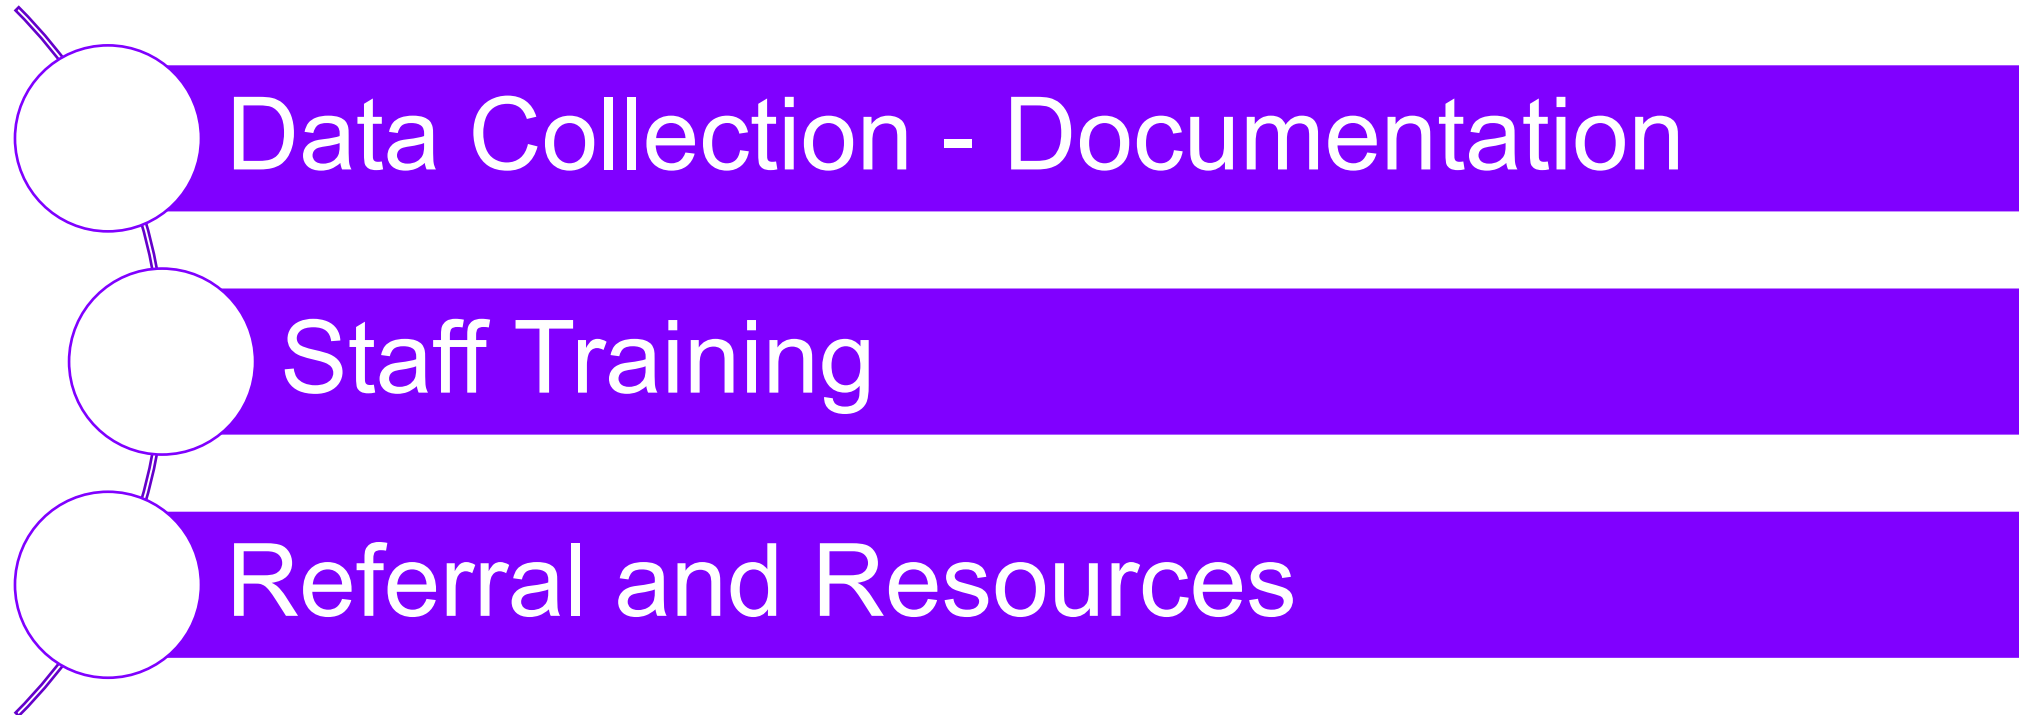 Data Collection - Documentation
Staff Training
Referral and Resources